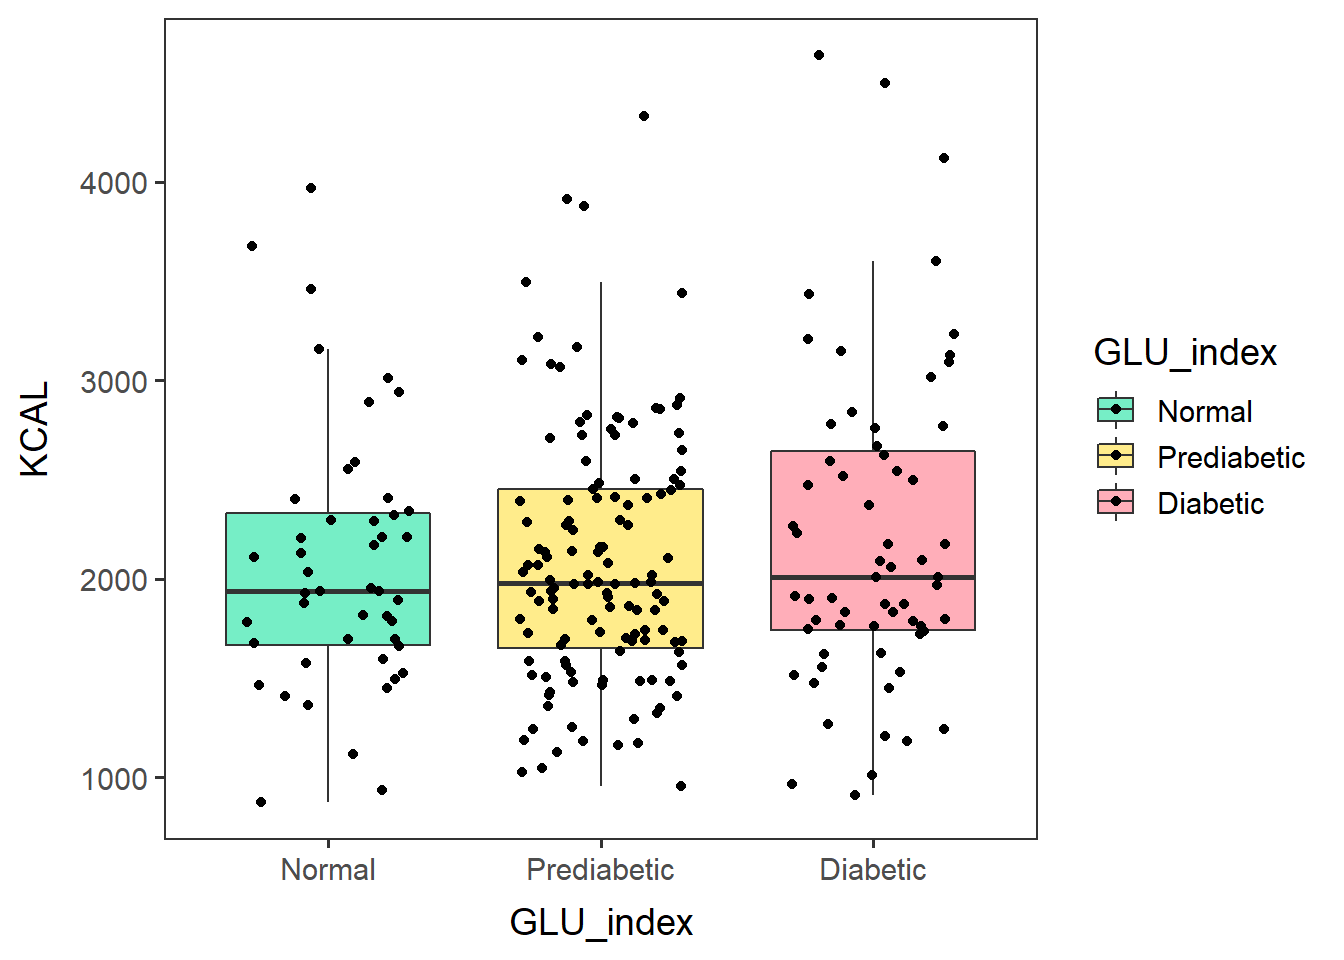 KCAL
4000
3000
2000
1000
Normal
Prediabetic
Diabetic
GLU_index
GLU_index
Normal
Prediabetic
Diabetic